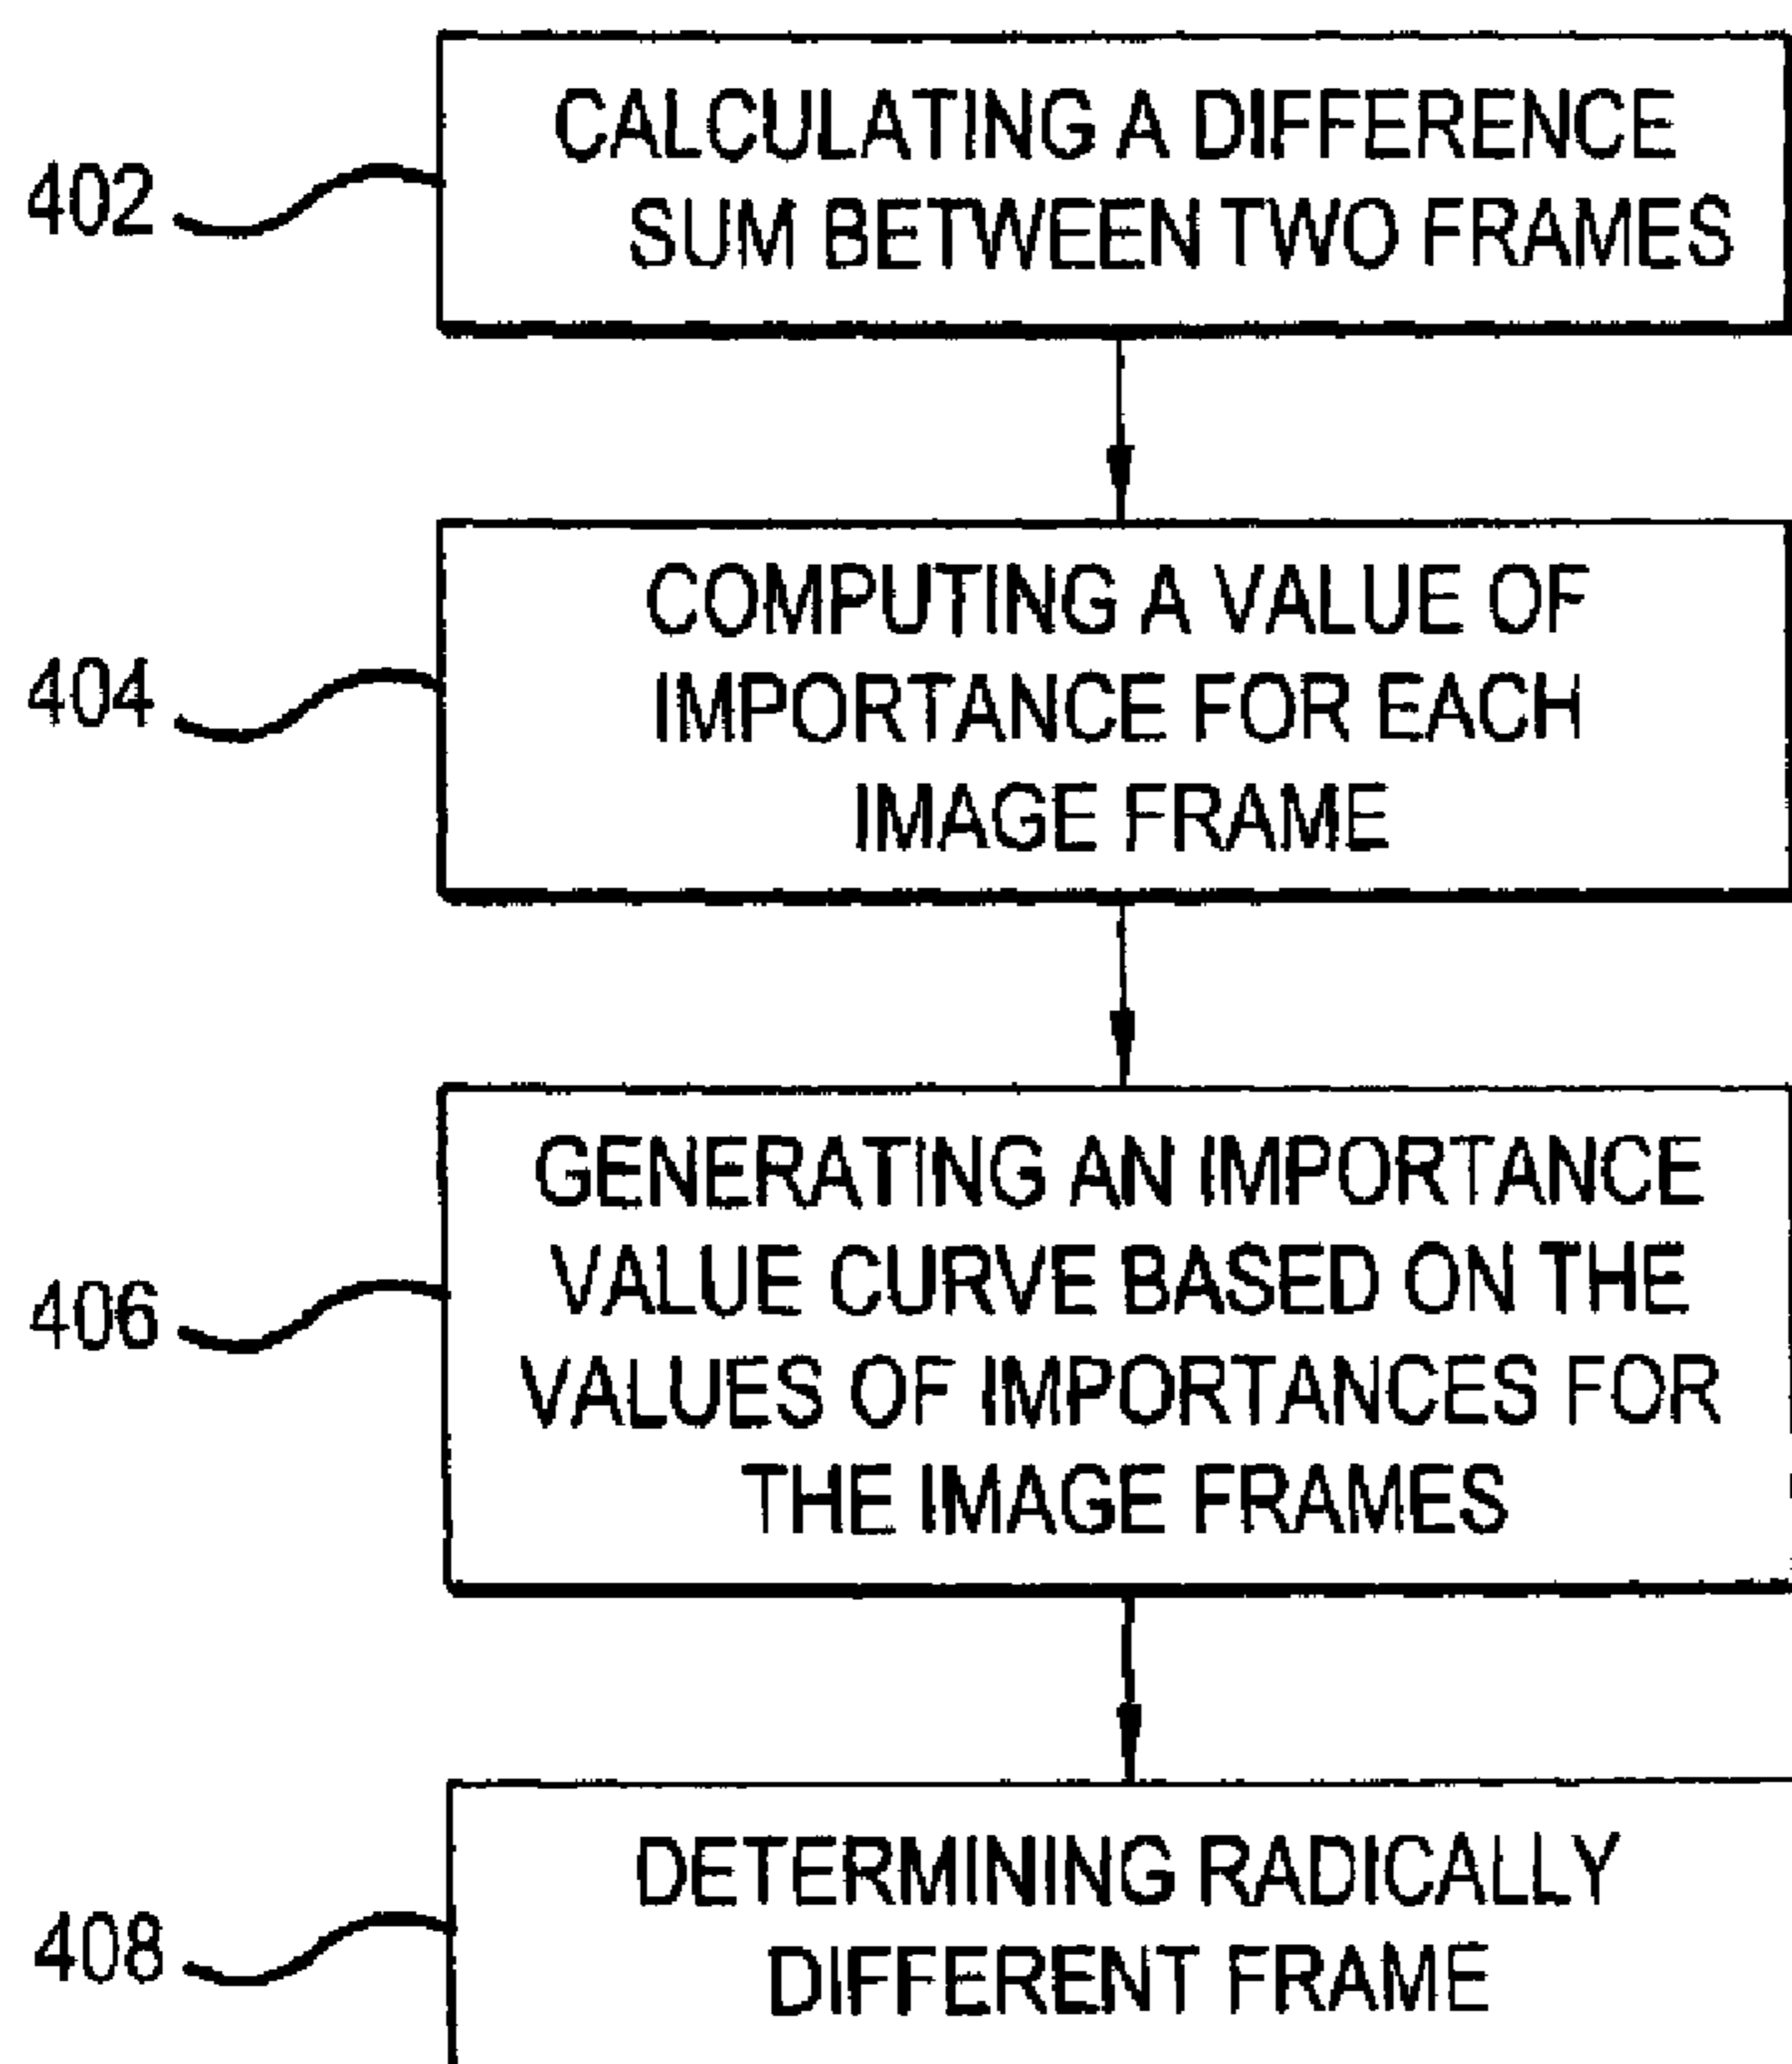 402
CALCULATING A DIFFERENCE
SUM BETWEEN TWO FRAMES
404
COMPUTING A VALUE OF
IMPORTANCE FOR EACH
IMAGE FRAME
406
GENERATING AN IMPORTANCE
VALUE CURVE BASED ON THE
VALUES OF IMPORTANCES FOR
THE IMAGE FRAMES
408
DETERMINING RADICALLY
DIFFERENT FRAME